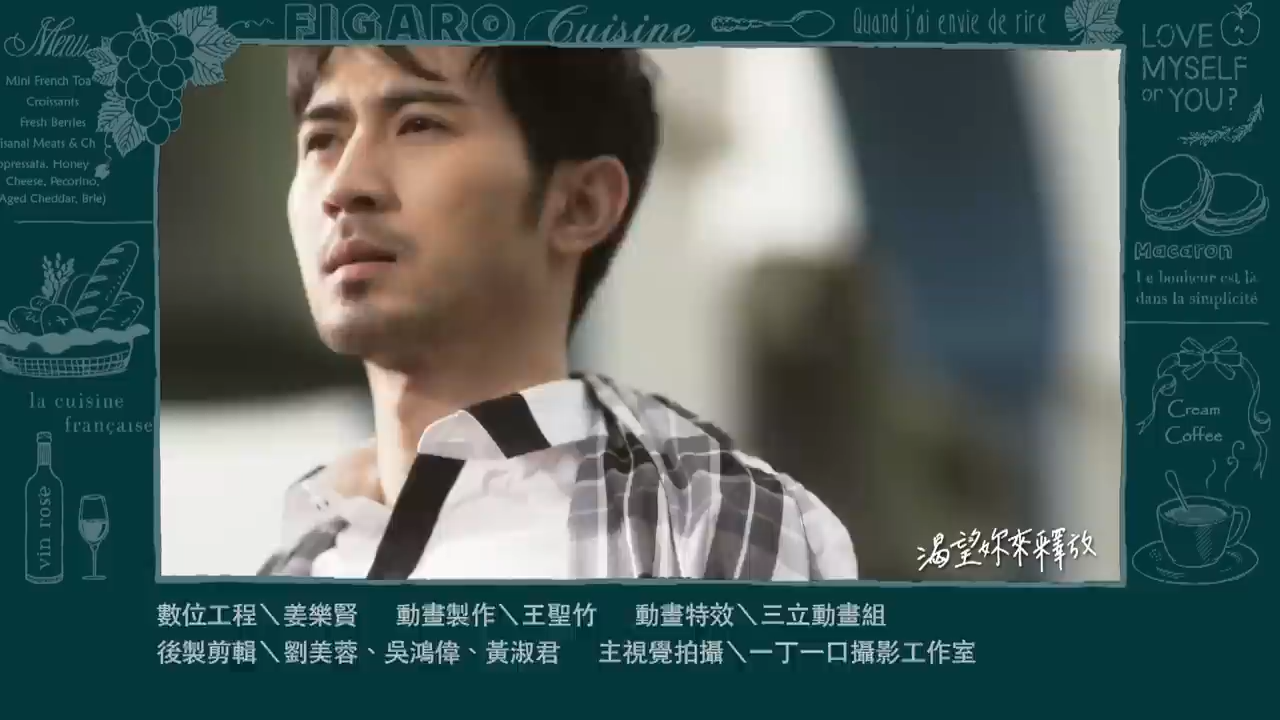 FIGARO Cuisine
Quand j'ai envie de rire
Menu
Mini French Toa
Croissants
Fresh Berries
isanal Meats & Ch
opressata, Honey
Cheese, Pecorino,
Aged Cheddar, Brie)
la cuisine
française
vin rosé
LOVE
MYSELF
or YOU?
Macaron
Le bonheur est là
dans la simplicité
Cream
Coffee
渴望妳來釋放
數位工程╲姜樂賢 動畫製作╲王聖竹 動畫特效╲三立動畫組
後製剪輯╲劉美蓉、吳鴻偉、黃淑君 主視覺拍攝╲一丁一口攝影工作室